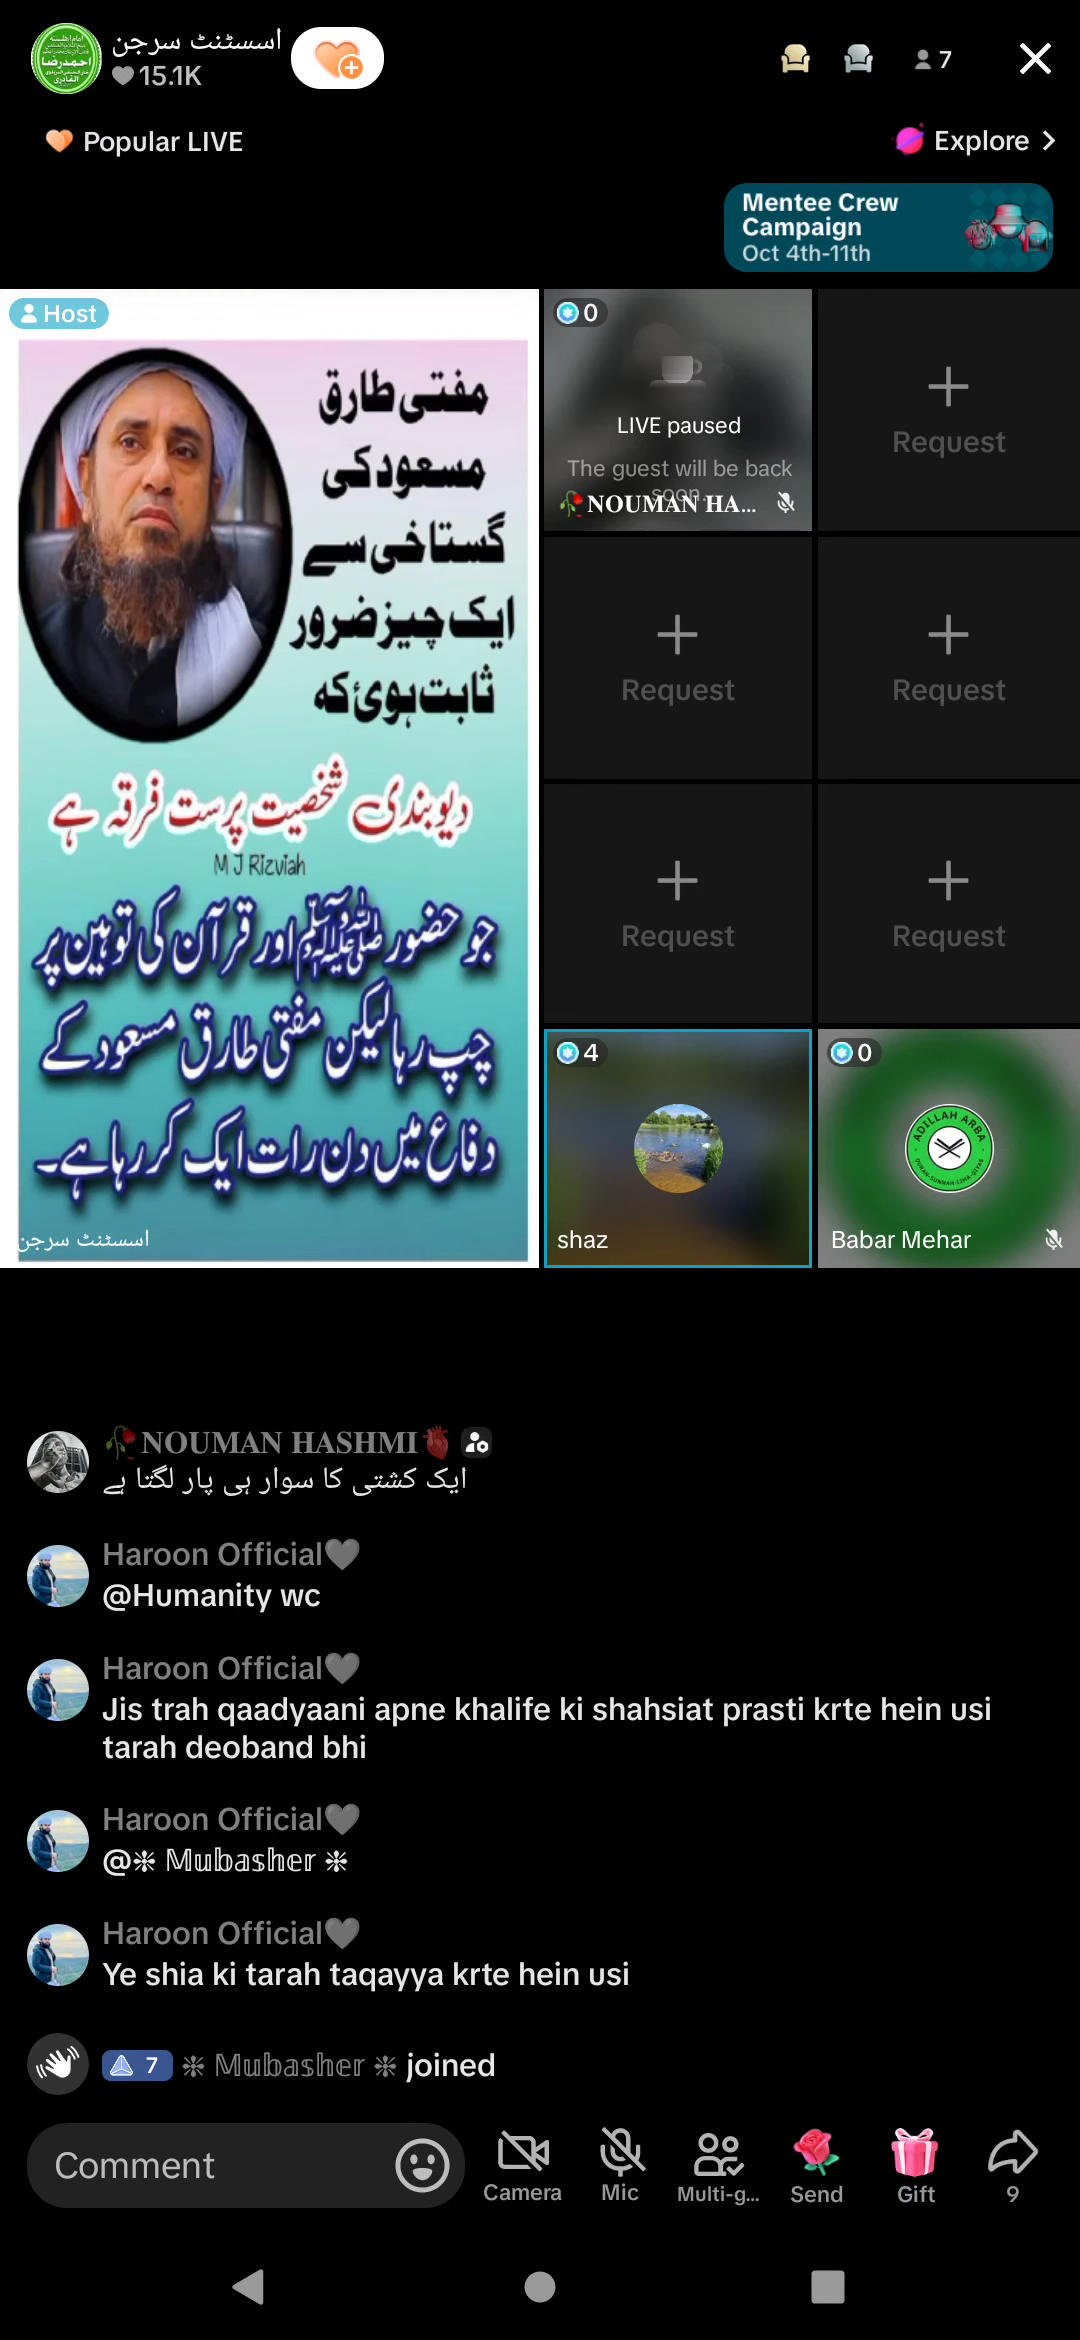 اسسٹنٹ سرجن
15.1K
7
Popular LIVE
Explore
Mentee Crew
Campaign
Oct 4th-11th
Host
مفتی طارق
مسعود کی
گستاخی سے
ایک چیز ضرور
ثابت ہوئ کہ
دیوبندی شخصیت پرست فرقہ ہے
M J Rizviah
جو حضور ﷺ اور قرآن کی توہین پر
چپ رہا لیکن مفتی طارق مسعود کے
دفاع میں دن رات ایک کر رہا ہے۔
اسسٹنٹ سرجن
0
LIVE paused
The guest will be back
soon.
NOUMAN HA...
Request
Request
Request
Request
Request
4
shaz
0
ADILLAH ARBA
Babar Mehar
NOUMAN HASHMI
ایک کشتی کا سوار ہی پار لگتا ہے
Haroon Official
@Humanity wc
Haroon Official
Jis trah qaadyaani apne khalife ki shahsiat prasti krte hein usi
tarah deoband bhi
Haroon Official
@❈ 𝕄𝕦𝕓𝕒𝕤𝕙𝕖𝕣 ❈
Haroon Official
Ye shia ki tarah taqayya krte hein usi
7 ❈ 𝕄𝕦𝕓𝕒𝕤𝕙𝕖𝕣 ❈ joined
Comment
Camera
Mic
Multi-g...
Send
Gift
9